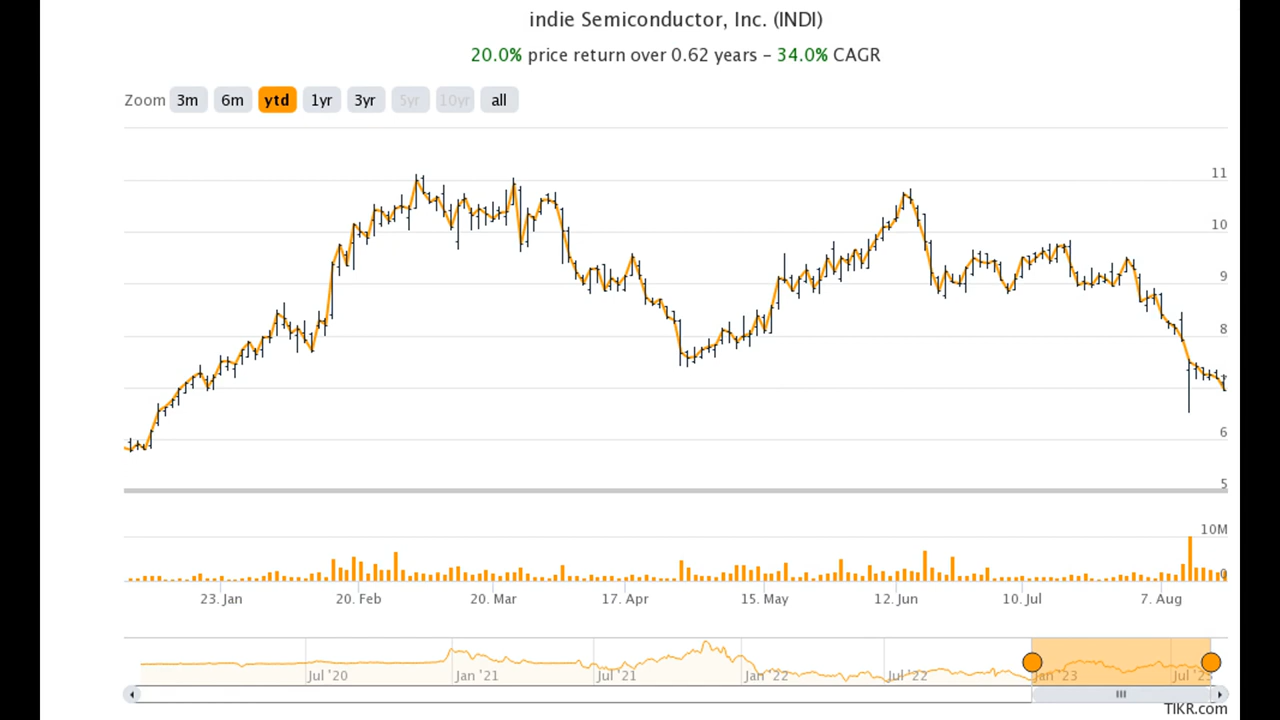 indie Semiconductor, Inc. (INDI)
20.0% price return over 0.62 years – 34.0% CAGR
Zoom 3m 6m ytd 1yr 3yr 5yr 10yr all
11
10
9
8
7
6
5
10M
0
23. Jan 20. Feb 20. Mar 17. Apr 15. May 12. Jun 10. Jul 7. Aug
Jul '20 Jan '21 Jul '21 Jan '22 Jul '22 Jan '23 Jul '23
TIKR.com